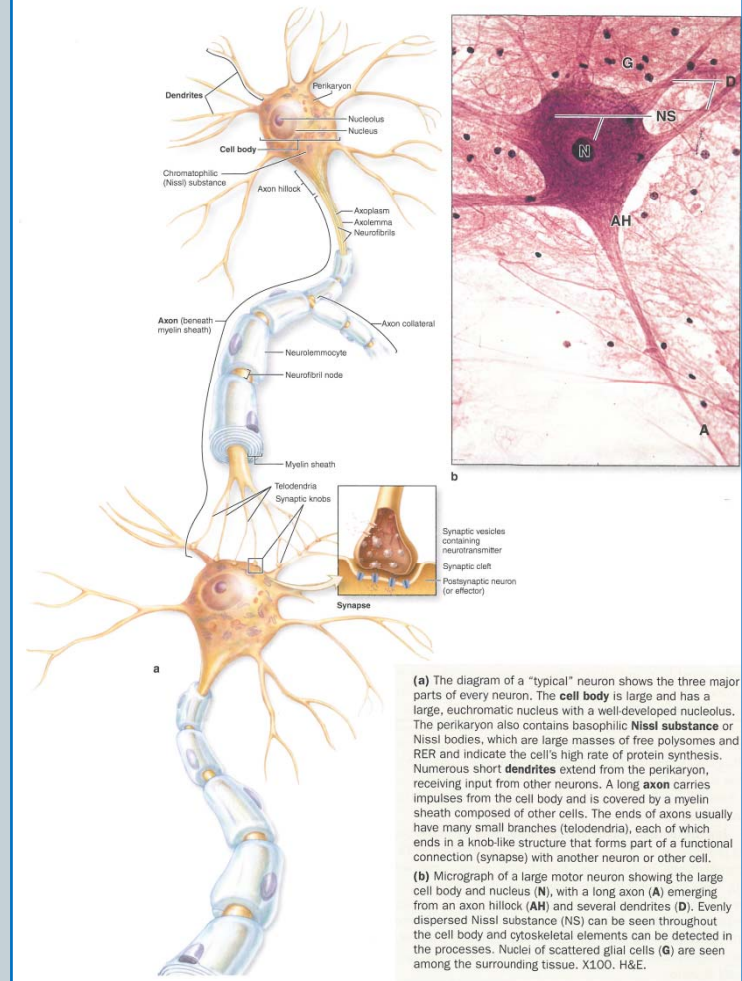 Dendrites
Perikaryon
Nucleolus
Nucleus
Cell body
Chromatophilic
(Nissl) substance
Axon hillock
Axoplasm
Axolemma
Neurofibrils
Axon (beneath
myelin sheath)
Axon collateral
Neurolemmocyte
Neurofibril node
Myelin sheath
Telodendria
Synaptic knobs
Synaptic vesicles
containing
neurotransmitter
Synaptic cleft
Postsynaptic neuron
(or effector)
Synapse
a
G
D
NS
N
AH
A
b
(a) The diagram of a “typical” neuron shows the three major
parts of every neuron. The cell body is large and has a
large, euchromatic nucleus with a well-developed nucleolus.
The perikaryon also contains basophilic Nissl substance or
Nissl bodies, which are large masses of free polysomes and
RER and indicate the cell's high rate of protein synthesis.
Numerous short dendrites extend from the perikaryon,
receiving input from other neurons. A long axon carries
impulses from the cell body and is covered by a myelin
sheath composed of other cells. The ends of axons usually
have many small branches (telodendria), each of which
ends in a knob-like structure that forms part of a functional
connection (synapse) with another neuron or other cell.
(b) Micrograph of a large motor neuron showing the large
cell body and nucleus (N), with a long axon (A) emerging
from an axon hillock (AH) and several dendrites (D). Evenly
dispersed Nissl substance (NS) can be seen throughout
the cell body and cytoskeletal elements can be detected in
the processes. Nuclei of scattered glial cells (G) are seen
among the surrounding tissue. X100. H&E.